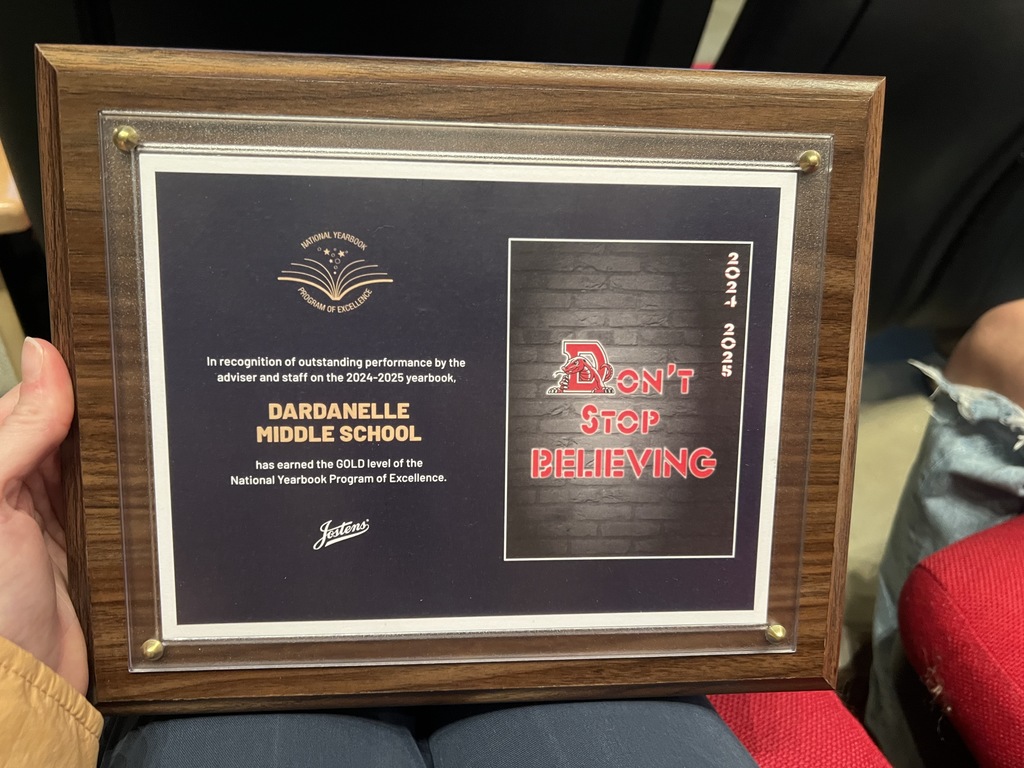 NATIONAL YEARBOOK
PROGRAM OF EXCELLENCE
In recognition of outstanding performance by the
adviser and staff on the 2024-2025 yearbook,
DARDANELLE
MIDDLE SCHOOL
has earned the GOLD level of the
National Yearbook Program of Excellence.
Jostens
2024 2025
DON'T
STOP
BELIEVING